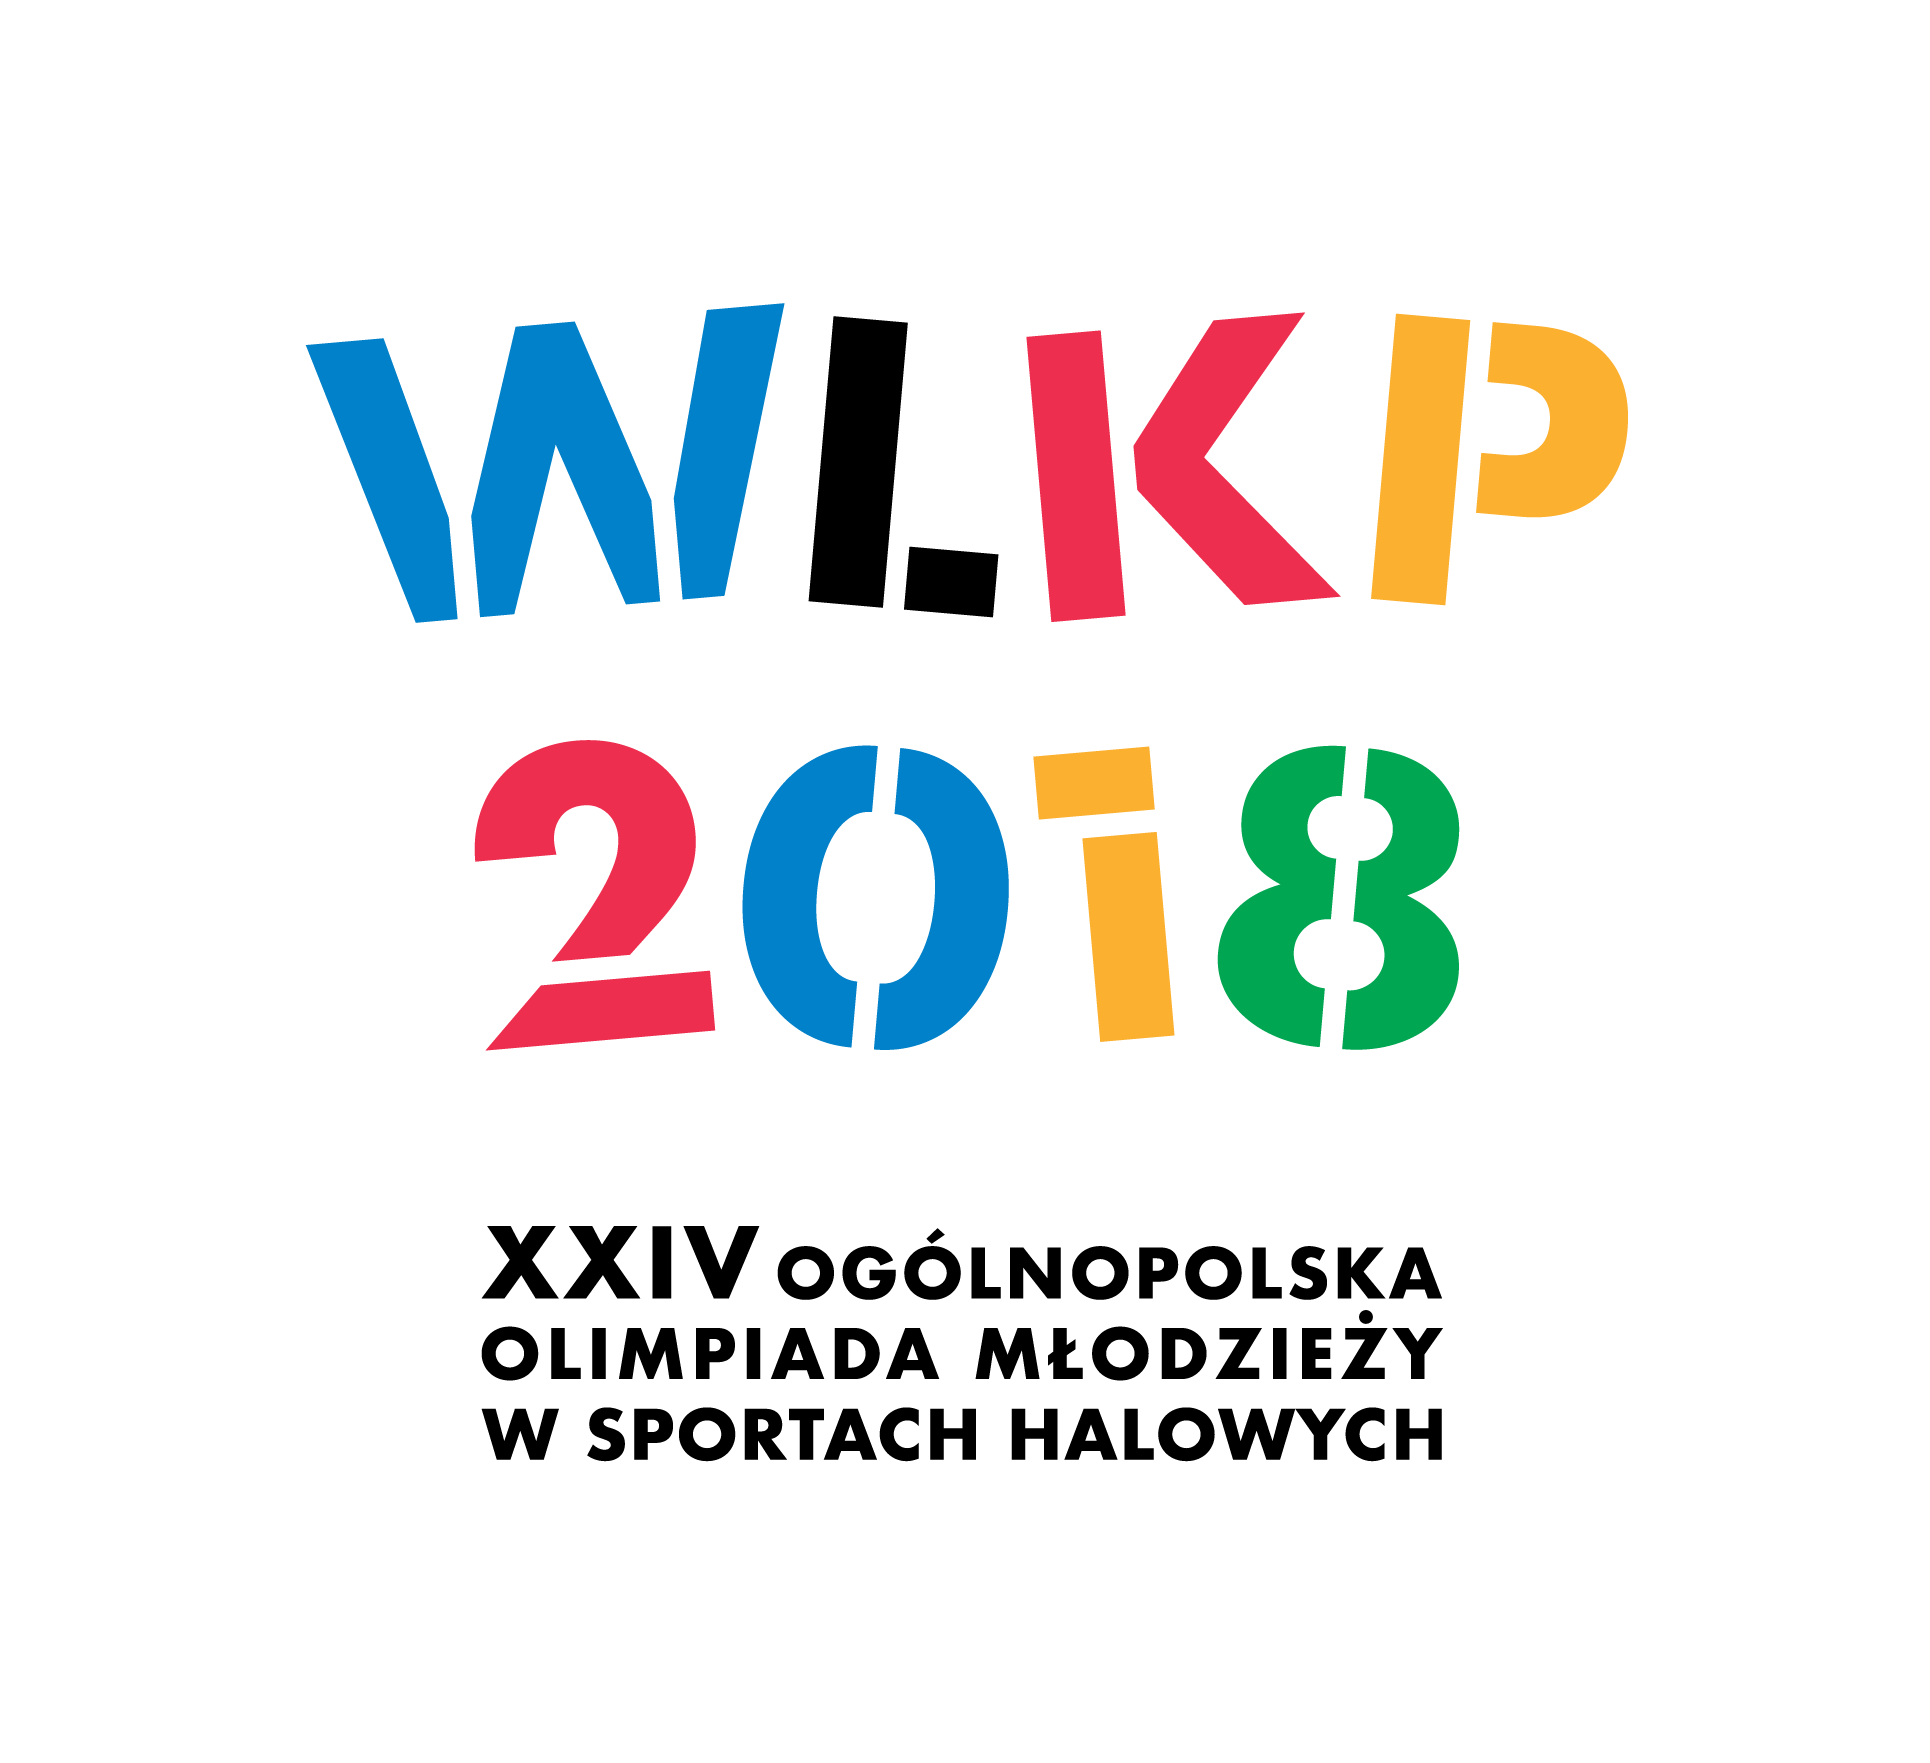 WLKP
2018
XXIV OGÓLNOPOLSKA
OLIMPIADA MŁODZIEŻY
W SPORTACH HALOWYCH